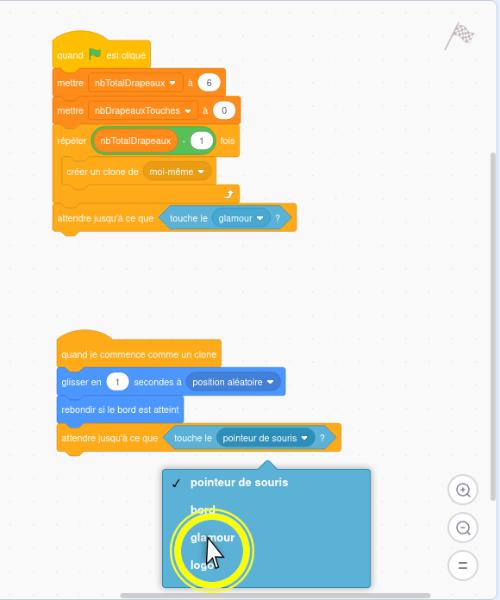 quand est cliqué
mettre nbTotalDrapeaux à 6
mettre nbDrapeauxTouches à 0
répéter nbTotalDrapeaux - 1 fois
créer un clone de moi-même
attendre jusqu'à ce que touche le glamour ?
quand je commence comme un clone
glisser en 1 secondes à position aléatoire
rebondir si le bord est atteint
attendre jusqu'à ce que touche le pointeur de souris ?
✓ pointeur de souris
bord
glamour
logo